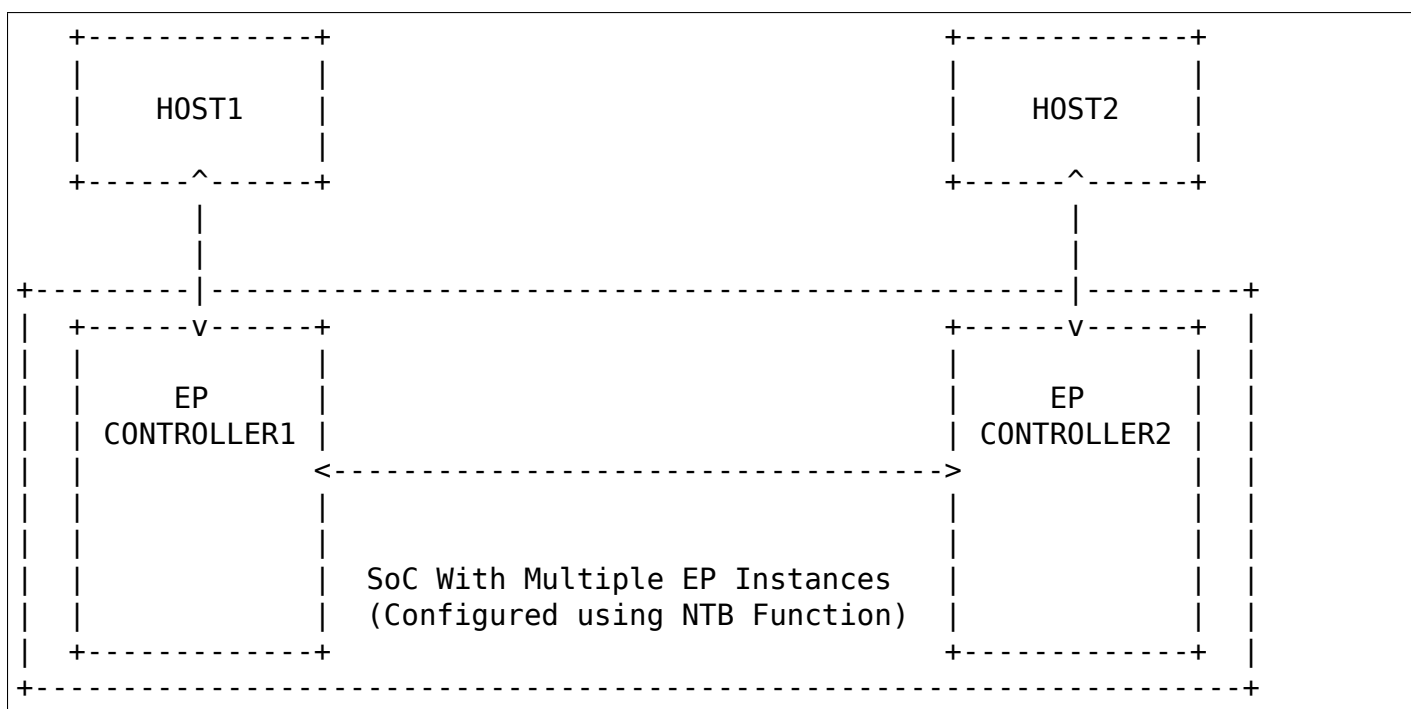 HOST1 HOST2
EP EP
CONTROLLER1 CONTROLLER2
SoC With Multiple EP Instances
(Configured using NTB Function)